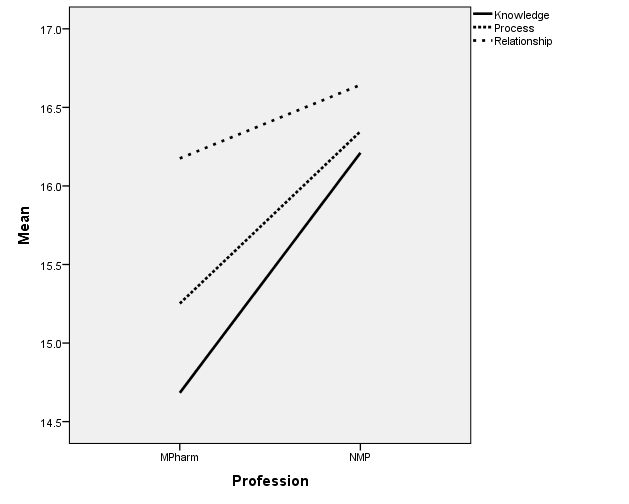 Knowledge
Process
Relationship
17.0
16.5
16.0
15.5
15.0
14.5
Mean
MPharm NMP
Profession